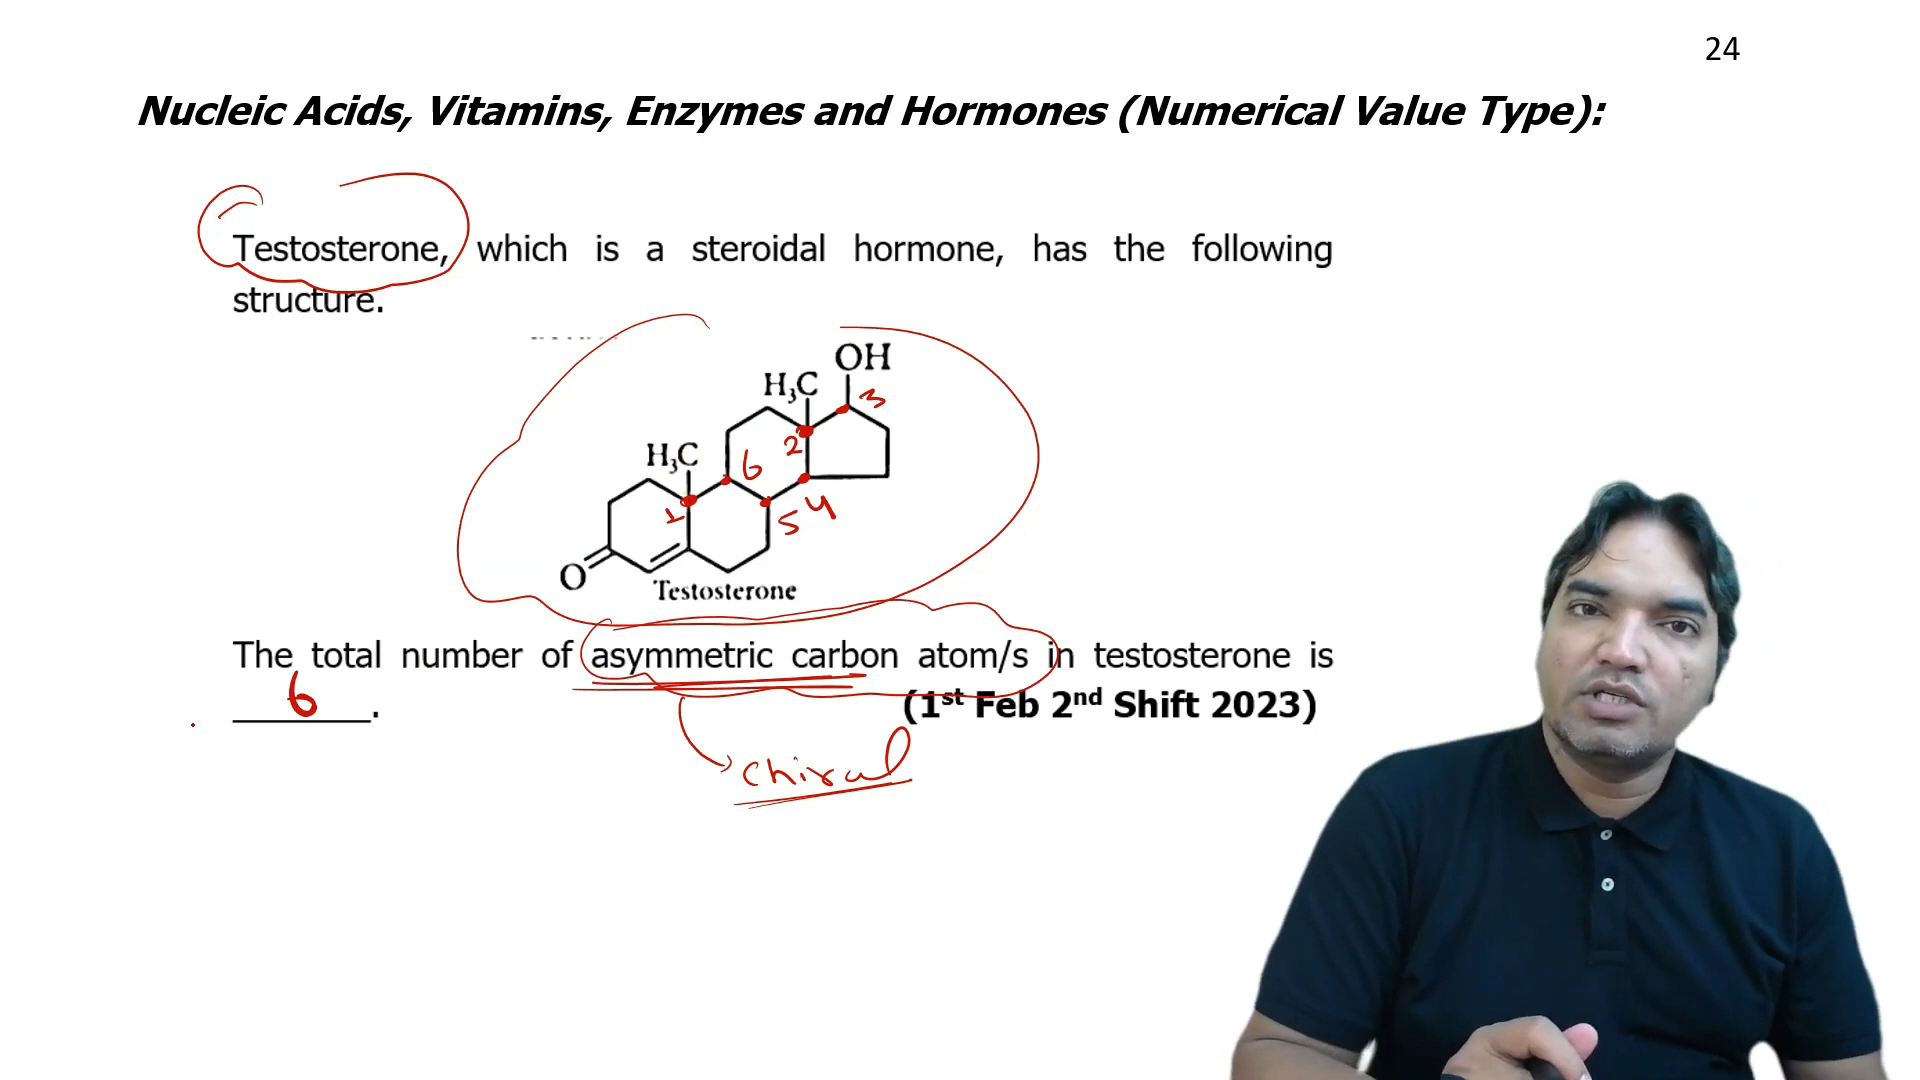 24
Nucleic Acids, Vitamins, Enzymes and Hormones (Numerical Value Type):
Testosterone, which is a steroidal hormone, has the following
structure.
OH
H₃C
3
2
H₃C
6
1
5 4
O
Testosterone
The total number of asymmetric carbon atom/s in testosterone is
6
_______.
(1st Feb 2nd Shift 2023)
chiral